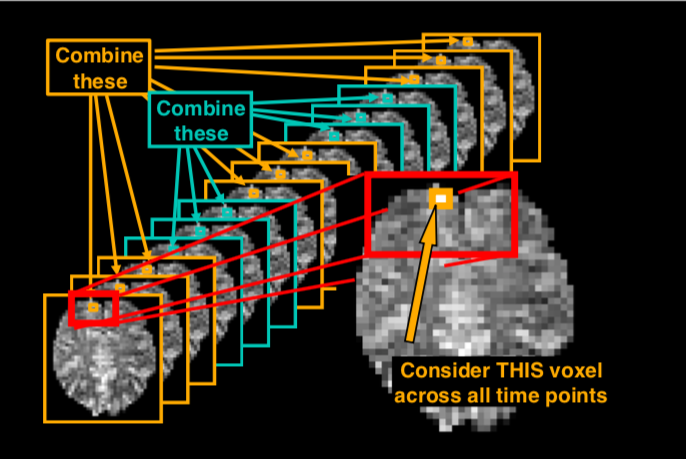 Combine
these
Combine
these
Consider THIS voxel
across all time points